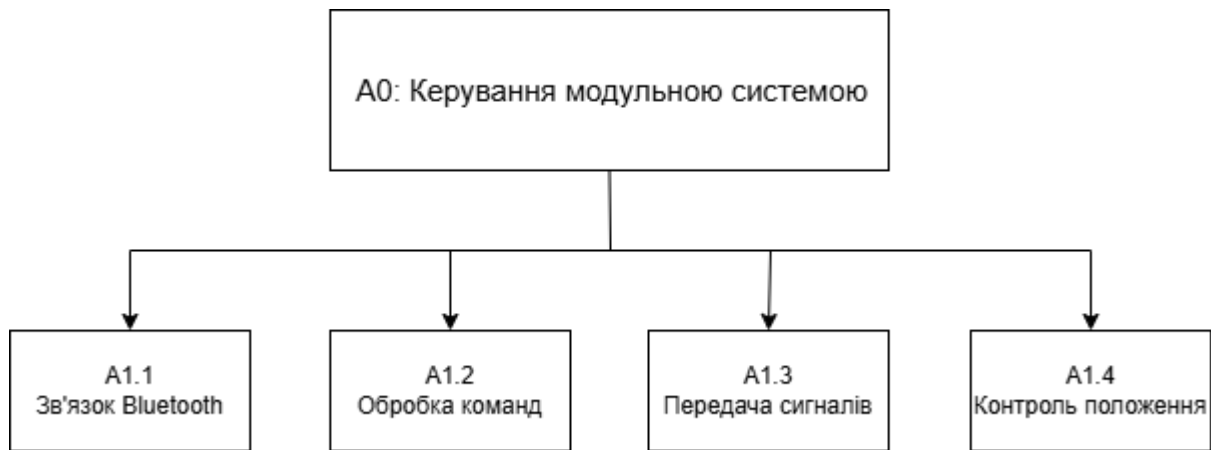 А0: Керування модульною системою
А1.1
Зв'язок Bluetooth
А1.2
Обробка команд
А1.3
Передача сигналів
А1.4
Контроль положення